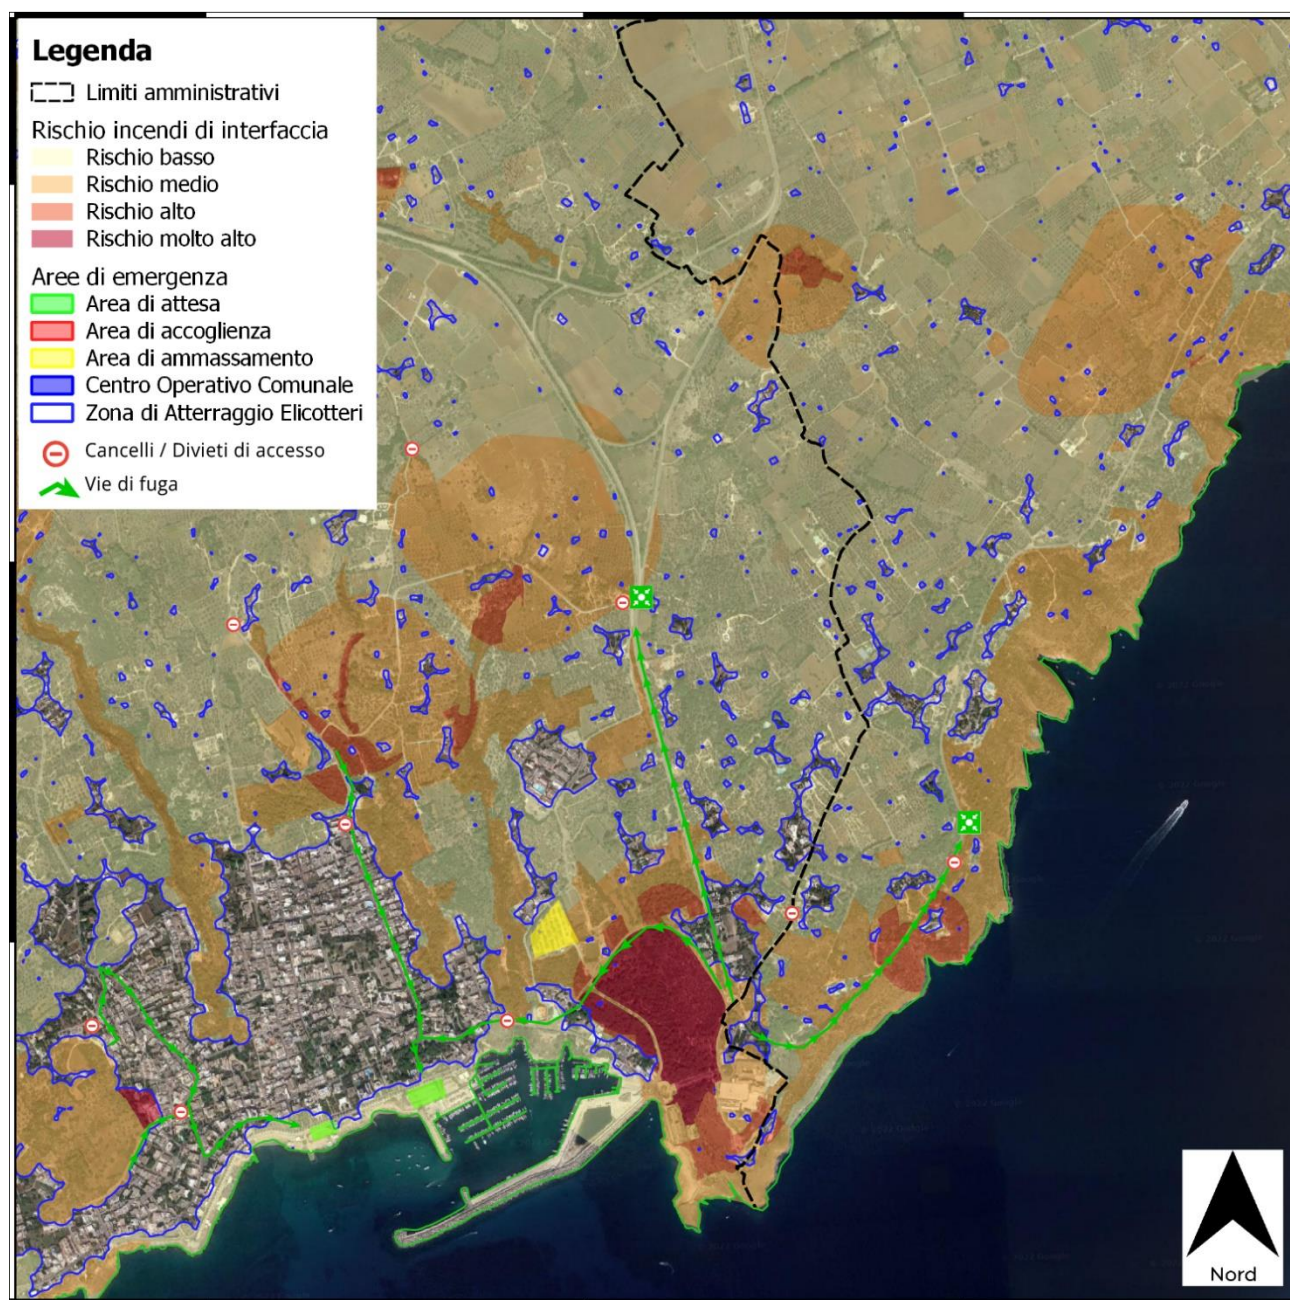 Legenda
Limiti amministrativi
Rischio incendi di interfaccia
Rischio basso
Rischio medio
Rischio alto
Rischio molto alto
Aree di emergenza
Area di attesa
Area di accoglienza
Area di ammassamento
Centro Operativo Comunale
Zona di Atterraggio Elicotteri
Cancelli / Divieti di accesso
Vie di fuga
Nord